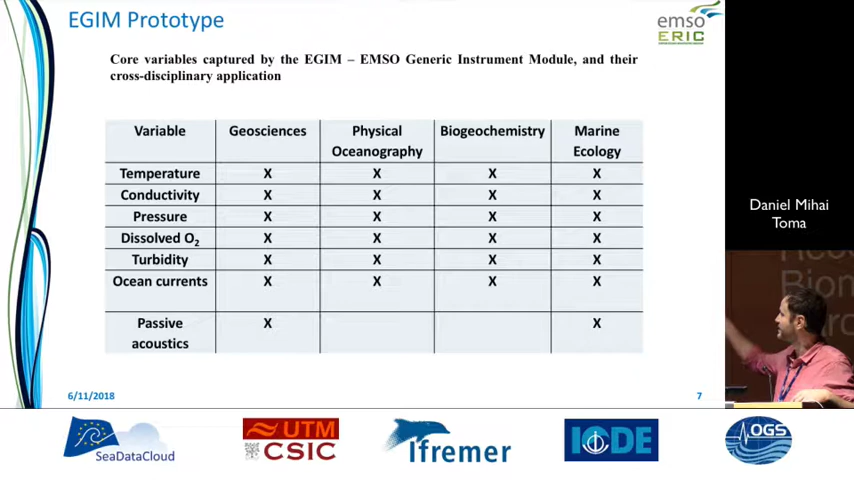 EGIM Prototype
emso
ERIC
Core variables captured by the EGIM – EMSO Generic Instrument Module, and their
cross-disciplinary application
Variable Geosciences Physical Oceanography Biogeochemistry Marine Ecology
Temperature X X X X
Conductivity X X X X
Pressure X X X X
Dissolved O2 X X X X
Turbidity X X X X
Ocean currents X X X X
Passive acoustics X X
Daniel Mihai
Toma
6/11/2018
7
SeaDataCloud
UTM
CSIC
Ifremer
IODE
OGS